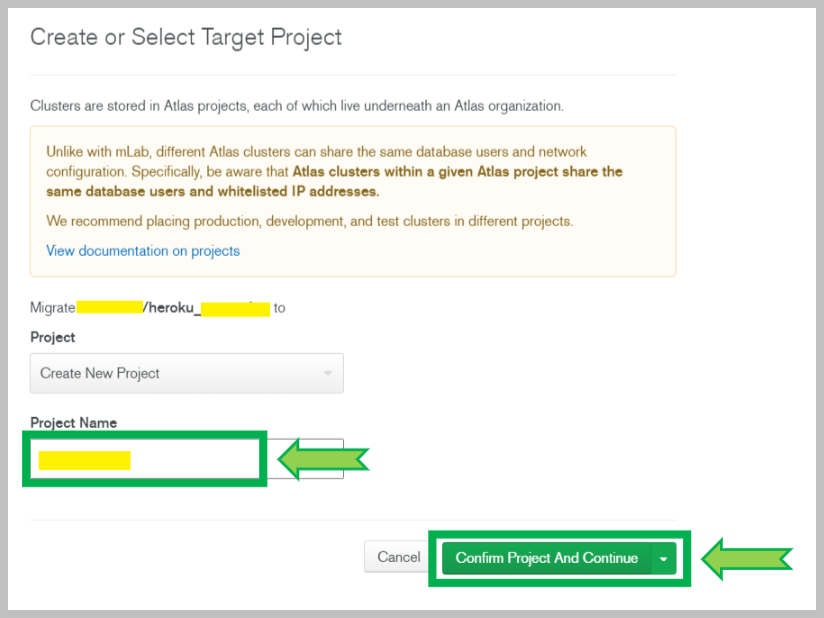 Create or Select Target Project
Clusters are stored in Atlas projects, each of which live underneath an Atlas organization.
Unlike with mLab, different Atlas clusters can share the same database users and network
configuration. Specifically, be aware that Atlas clusters within a given Atlas project share the
same database users and whitelisted IP addresses.
We recommend placing production, development, and test clusters in different projects.
View documentation on projects
Migrate /heroku_ to
Project
Create New Project
Project Name
Cancel
Confirm Project And Continue